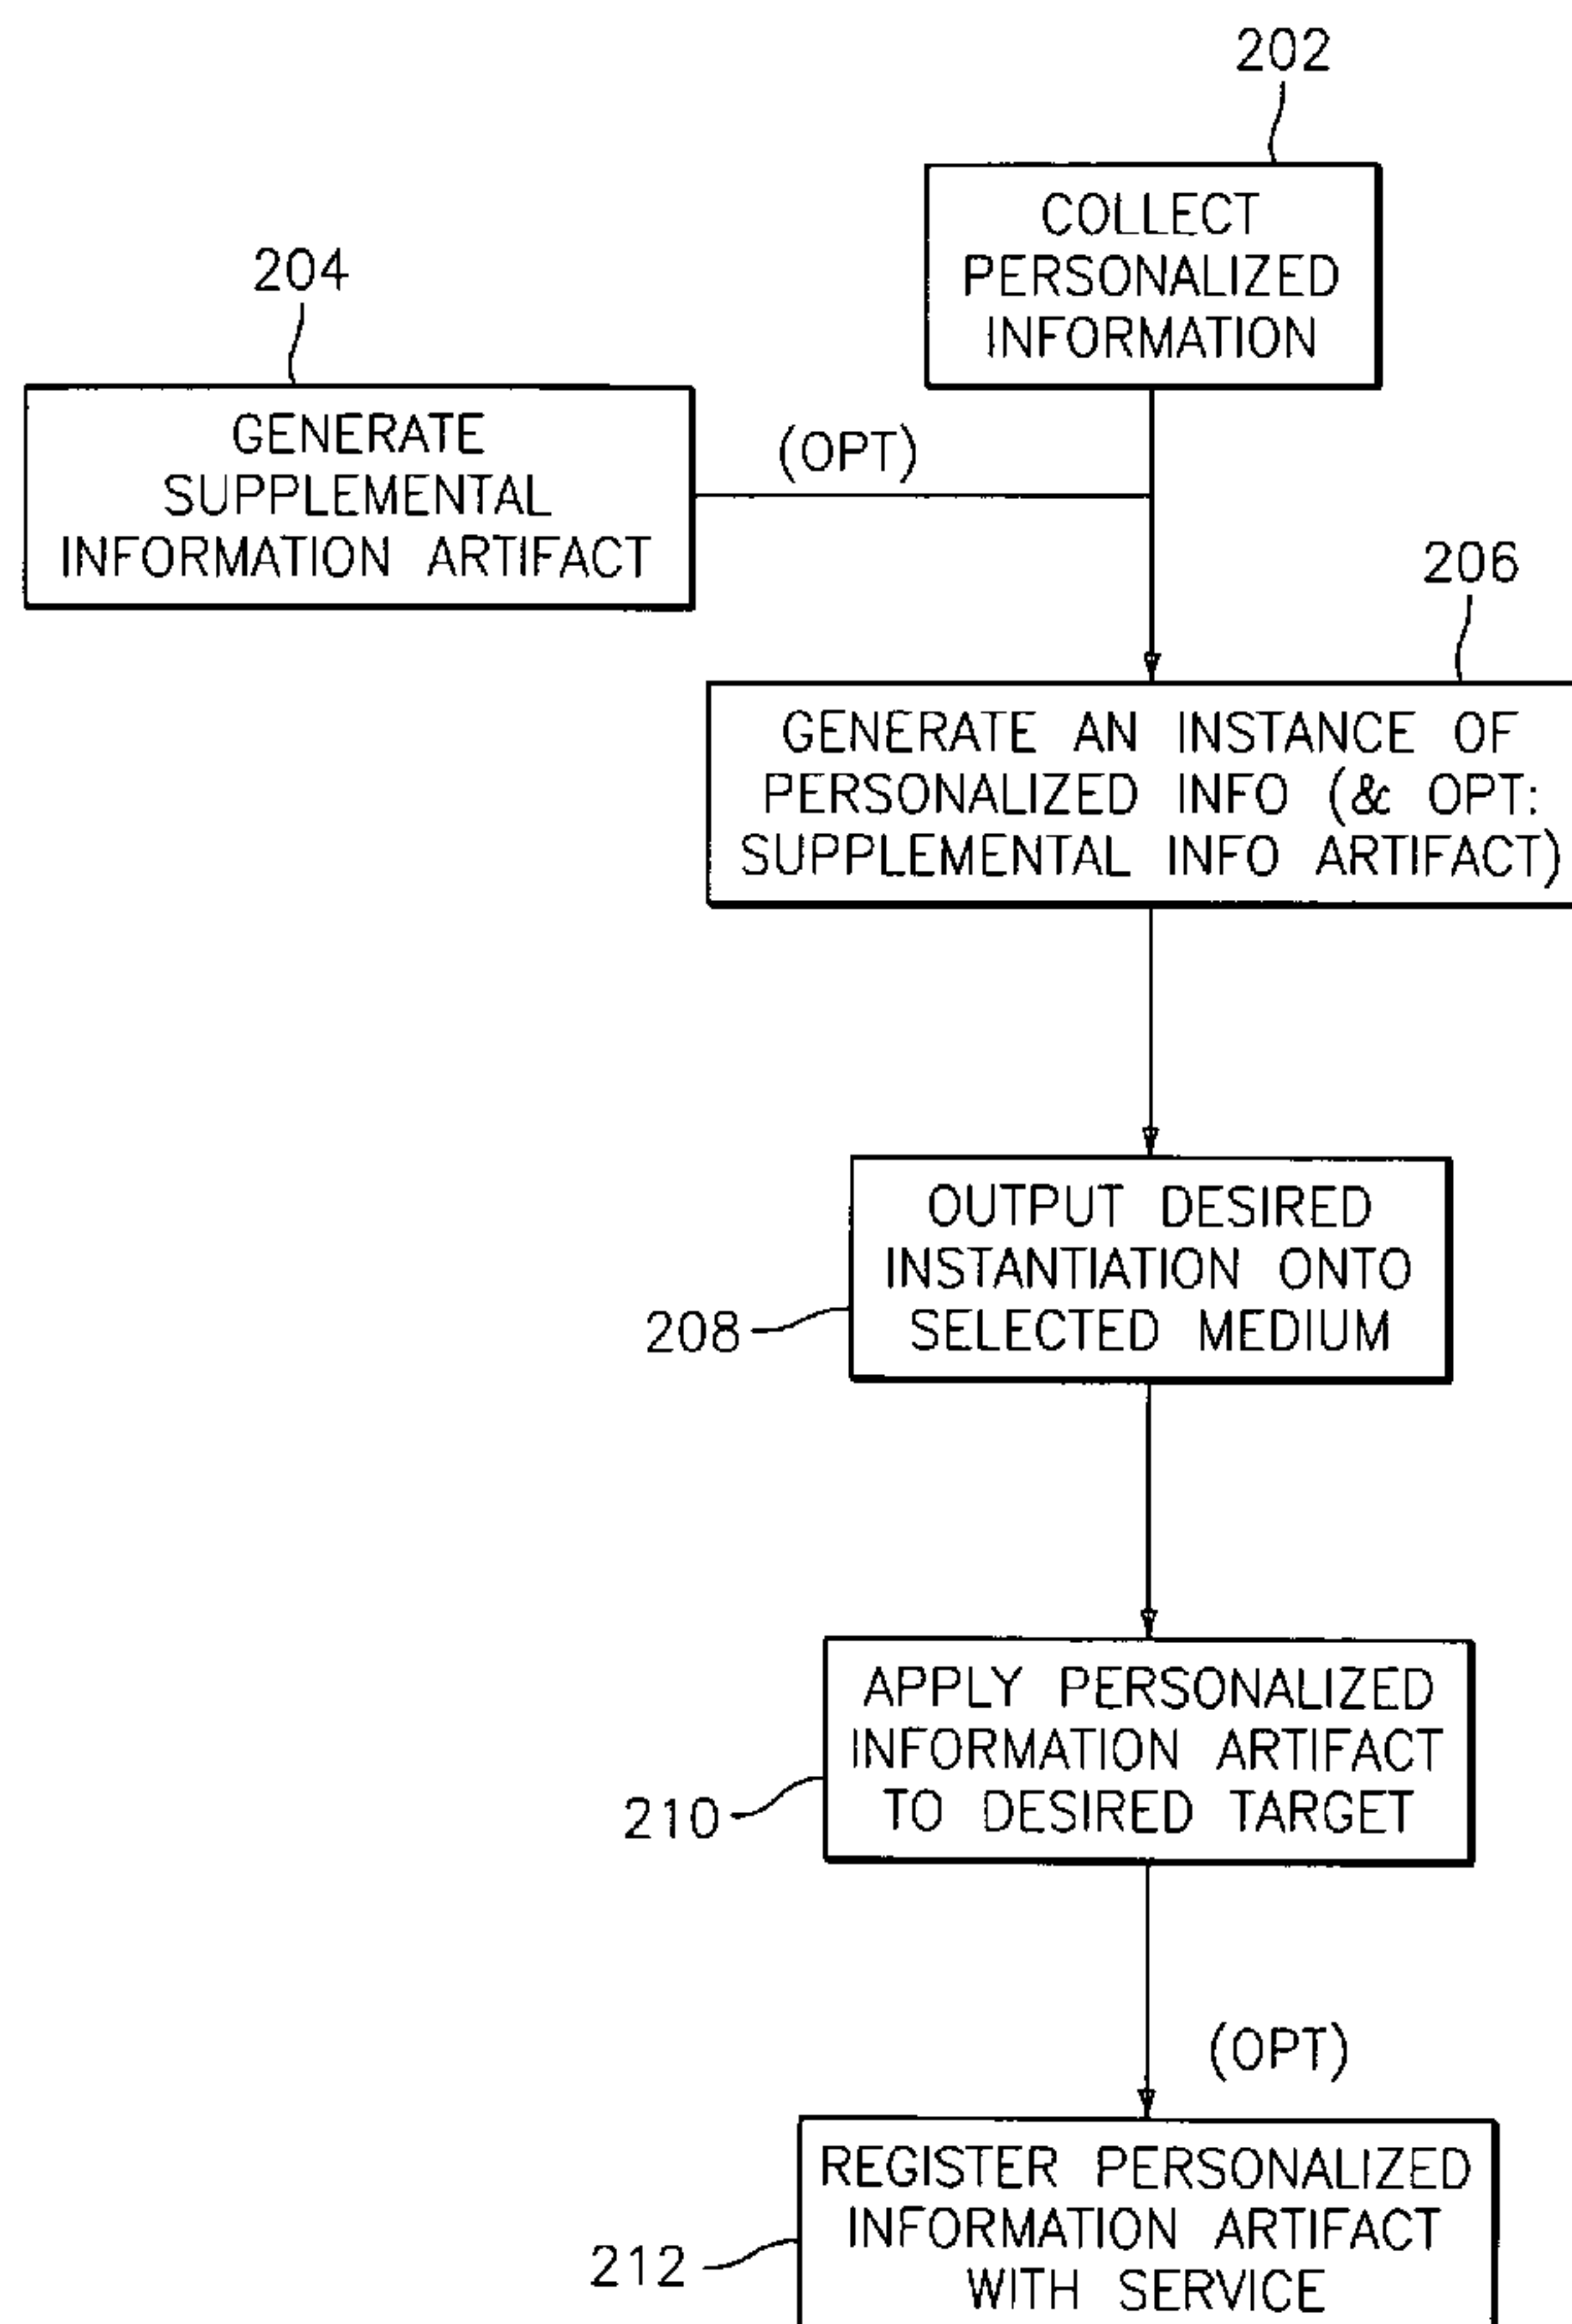 202
COLLECT
PERSONALIZED
INFORMATION
204
GENERATE
SUPPLEMENTAL
INFORMATION ARTIFACT
(OPT)
206
GENERATE AN INSTANCE OF
PERSONALIZED INFO (& OPT:
SUPPLEMENTAL INFO ARTIFACT)
OUTPUT DESIRED
INSTANTIATION ONTO
SELECTED MEDIUM
208
APPLY PERSONALIZED
INFORMATION ARTIFACT
TO DESIRED TARGET
210
(OPT)
REGISTER PERSONALIZED
INFORMATION ARTIFACT
WITH SERVICE
212